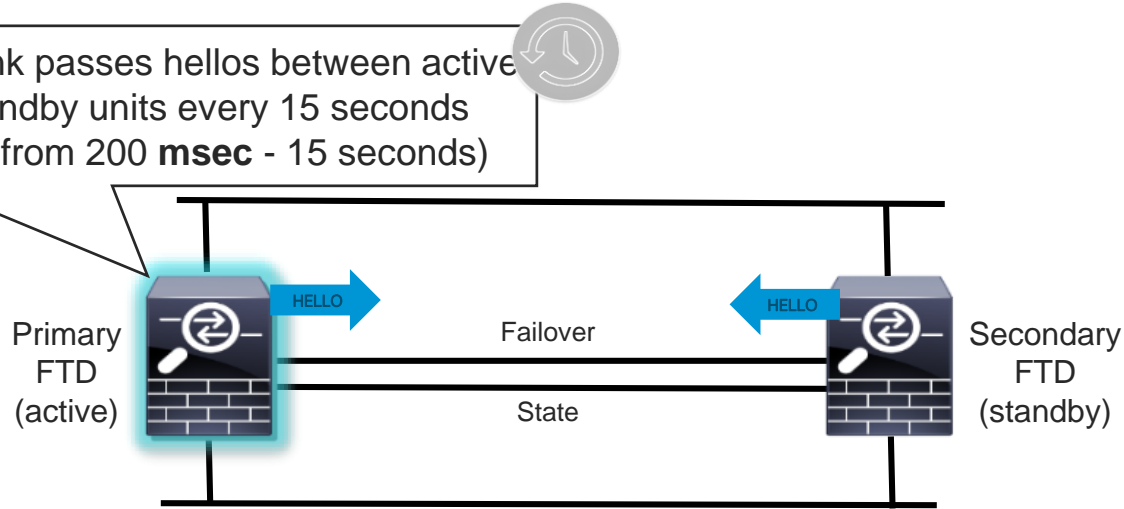 nk passes hellos between active
ndby units every 15 seconds
from 200 msec - 15 seconds)
HELLO
HELLO
Primary
FTD
(active)
Failover
State
Secondary
FTD
(standby)